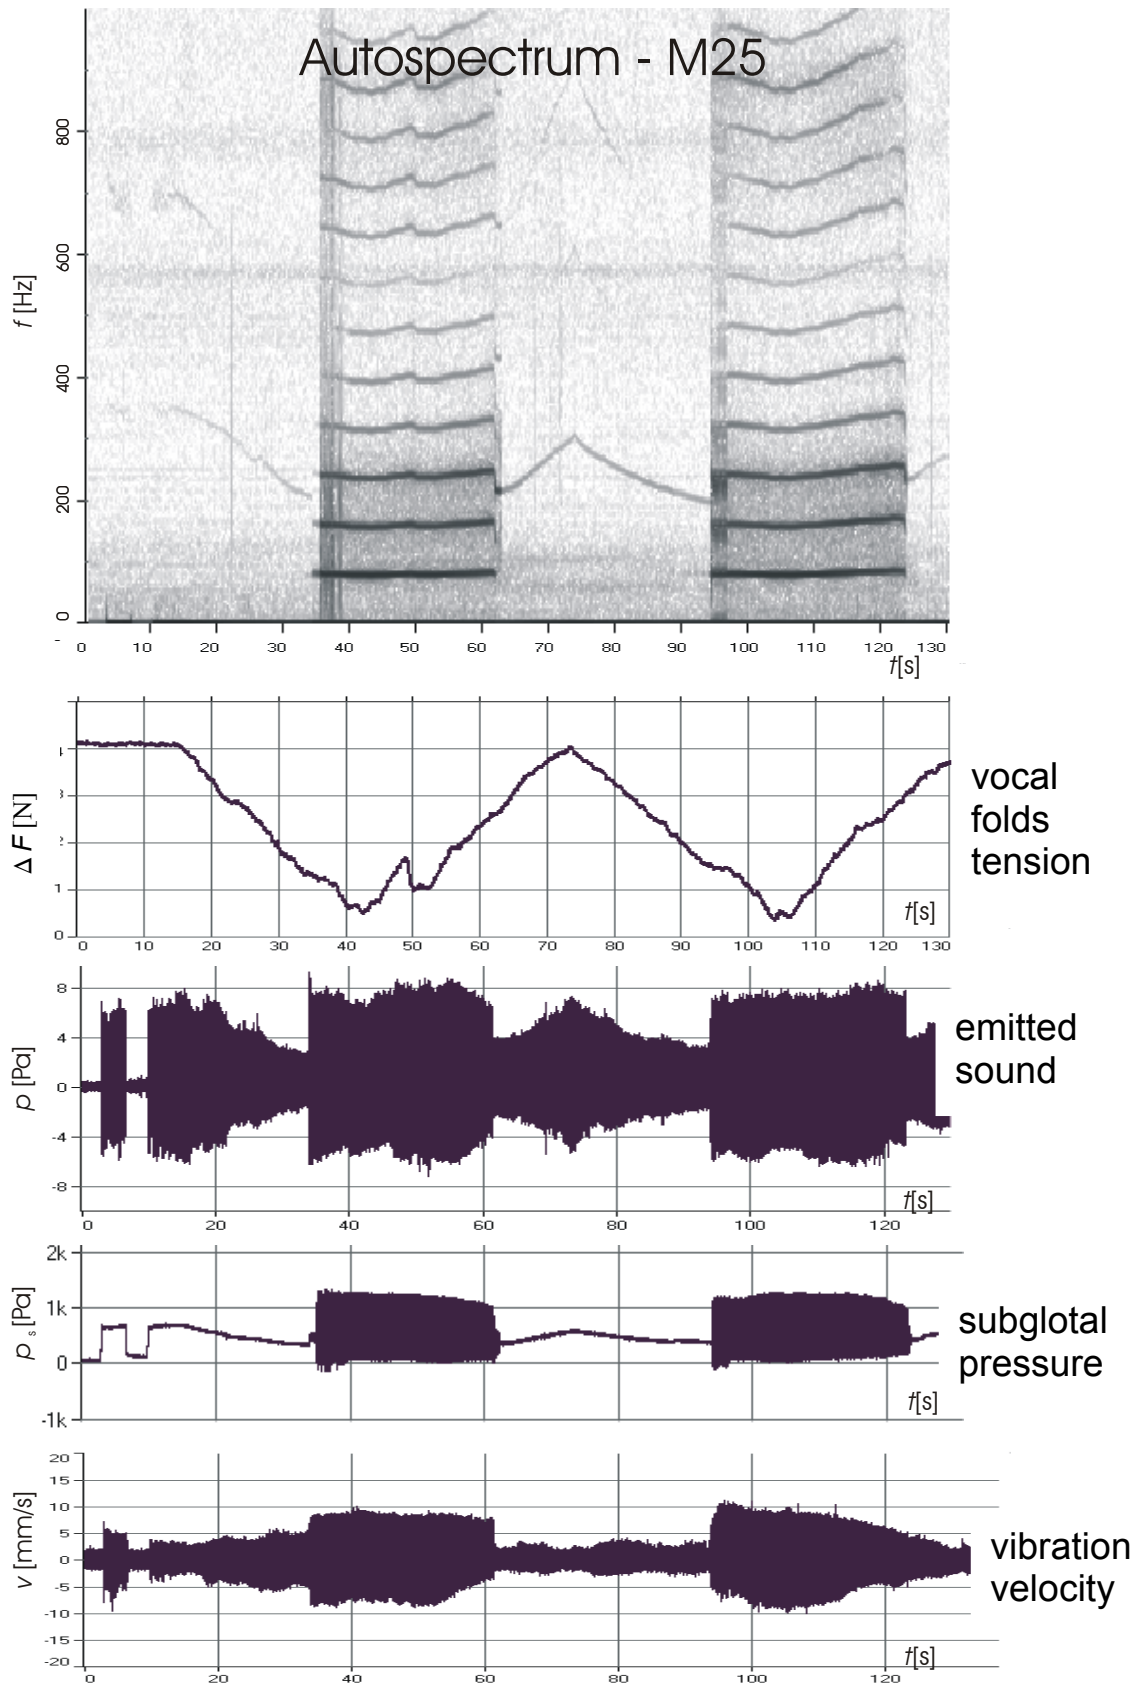 Autospectrum - M25
f [Hz]
800
600
400
200
0
0 10 20 30 40 50 60 70 80 90 100 110 120 130
t[s]
Δ F [N]
3
2
1
0
0 10 20 30 40 50 60 70 80 90 100 110 120 130
t[s]
vocal
folds
tension
p [Pa]
8
4
0
-4
-8
0 20 40 60 80 100 120
t[s]
emitted
sound
p s [Pa]
2k
1k
0
-1k
t[s]
subglotal
pressure
v [mm/s]
20
15
10
5
0
-5
-10
-15
-20
0 20 40 60 80 100 120
t[s]
vibration
velocity